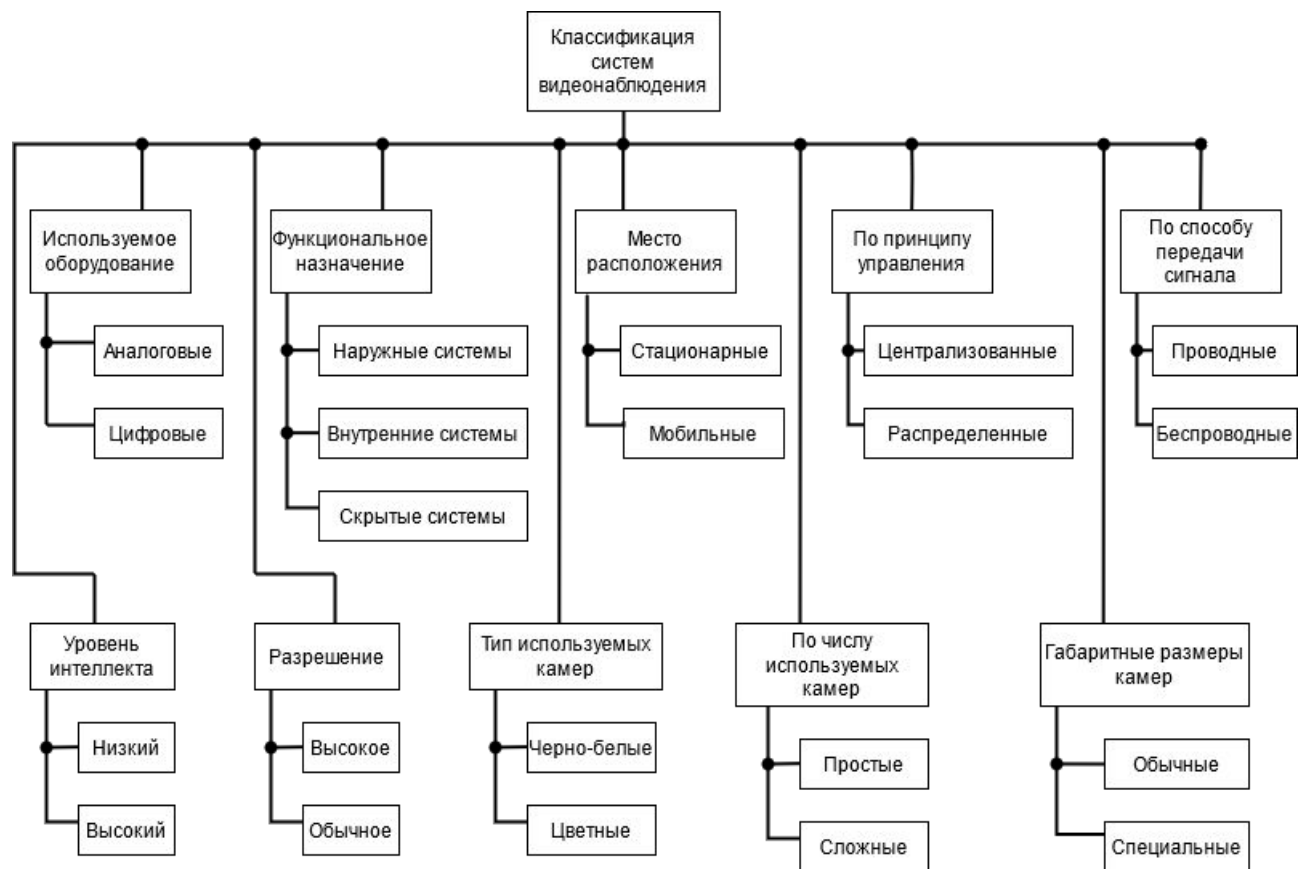 Классификация
систем
видеонаблюдения
Используемое
оборудование
Аналоговые
Цифровые
Функциональное
назначение
Наружные системы
Внутренние системы
Скрытые системы
Место
расположения
Стационарные
Мобильные
По принципу
управления
Централизованные
Распределенные
По способу
передачи
сигнала
Проводные
Беспроводные
Уровень
интеллекта
Низкий
Высокий
Разрешение
Высокое
Обычное
Тип используемых
камер
Черно-белые
Цветные
По числу
используемых
камер
Простые
Сложные
Габаритные размеры
камер
Обычные
Специальные